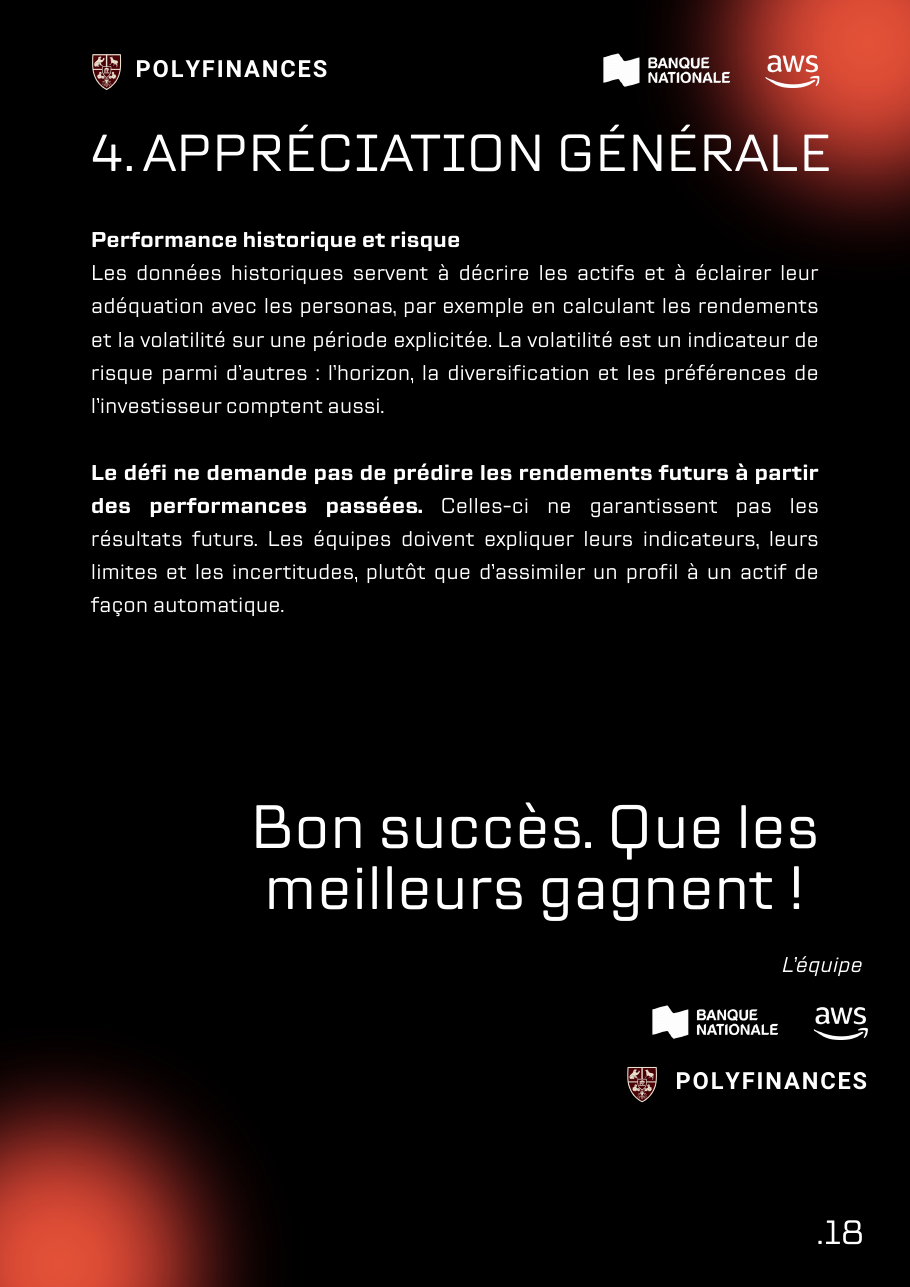 POLYFINANCES
BANQUE
NATIONALE
aws
4. APPRÉCIATION GÉNÉRALE
Performance historique et risque
Les données historiques servent à décrire les actifs et à éclairer leur
adéquation avec les personas, par exemple en calculant les rendements
et la volatilité sur une période explicitée. La volatilité est un indicateur de
risque parmi d'autres : l'horizon, la diversification et les préférences de
l'investisseur comptent aussi.
Le défi ne demande pas de prédire les rendements futurs à partir
des performances passées. Celles-ci ne garantissent pas les
résultats futurs. Les équipes doivent expliquer leurs indicateurs, leurs
limites et les incertitudes, plutôt que d'assimiler un profil à un actif de
façon automatique.
Bon succès. Que les
meilleurs gagnent !
L'équipe
BANQUE
NATIONALE
aws
POLYFINANCES
.18